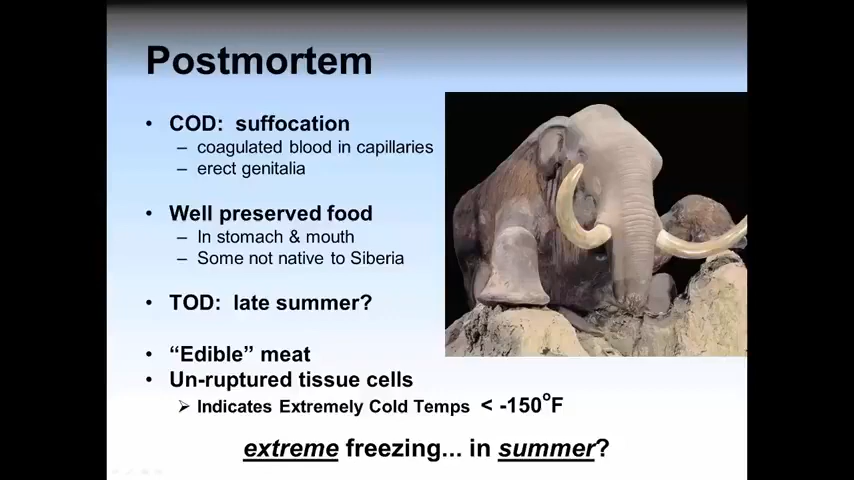 Postmortem
• COD: suffocation
– coagulated blood in capillaries
– erect genitalia
• Well preserved food
– In stomach & mouth
– Some not native to Siberia
• TOD: late summer?
• “Edible” meat
• Un-ruptured tissue cells
➢ Indicates Extremely Cold Temps < -150°F
extreme freezing... in summer?